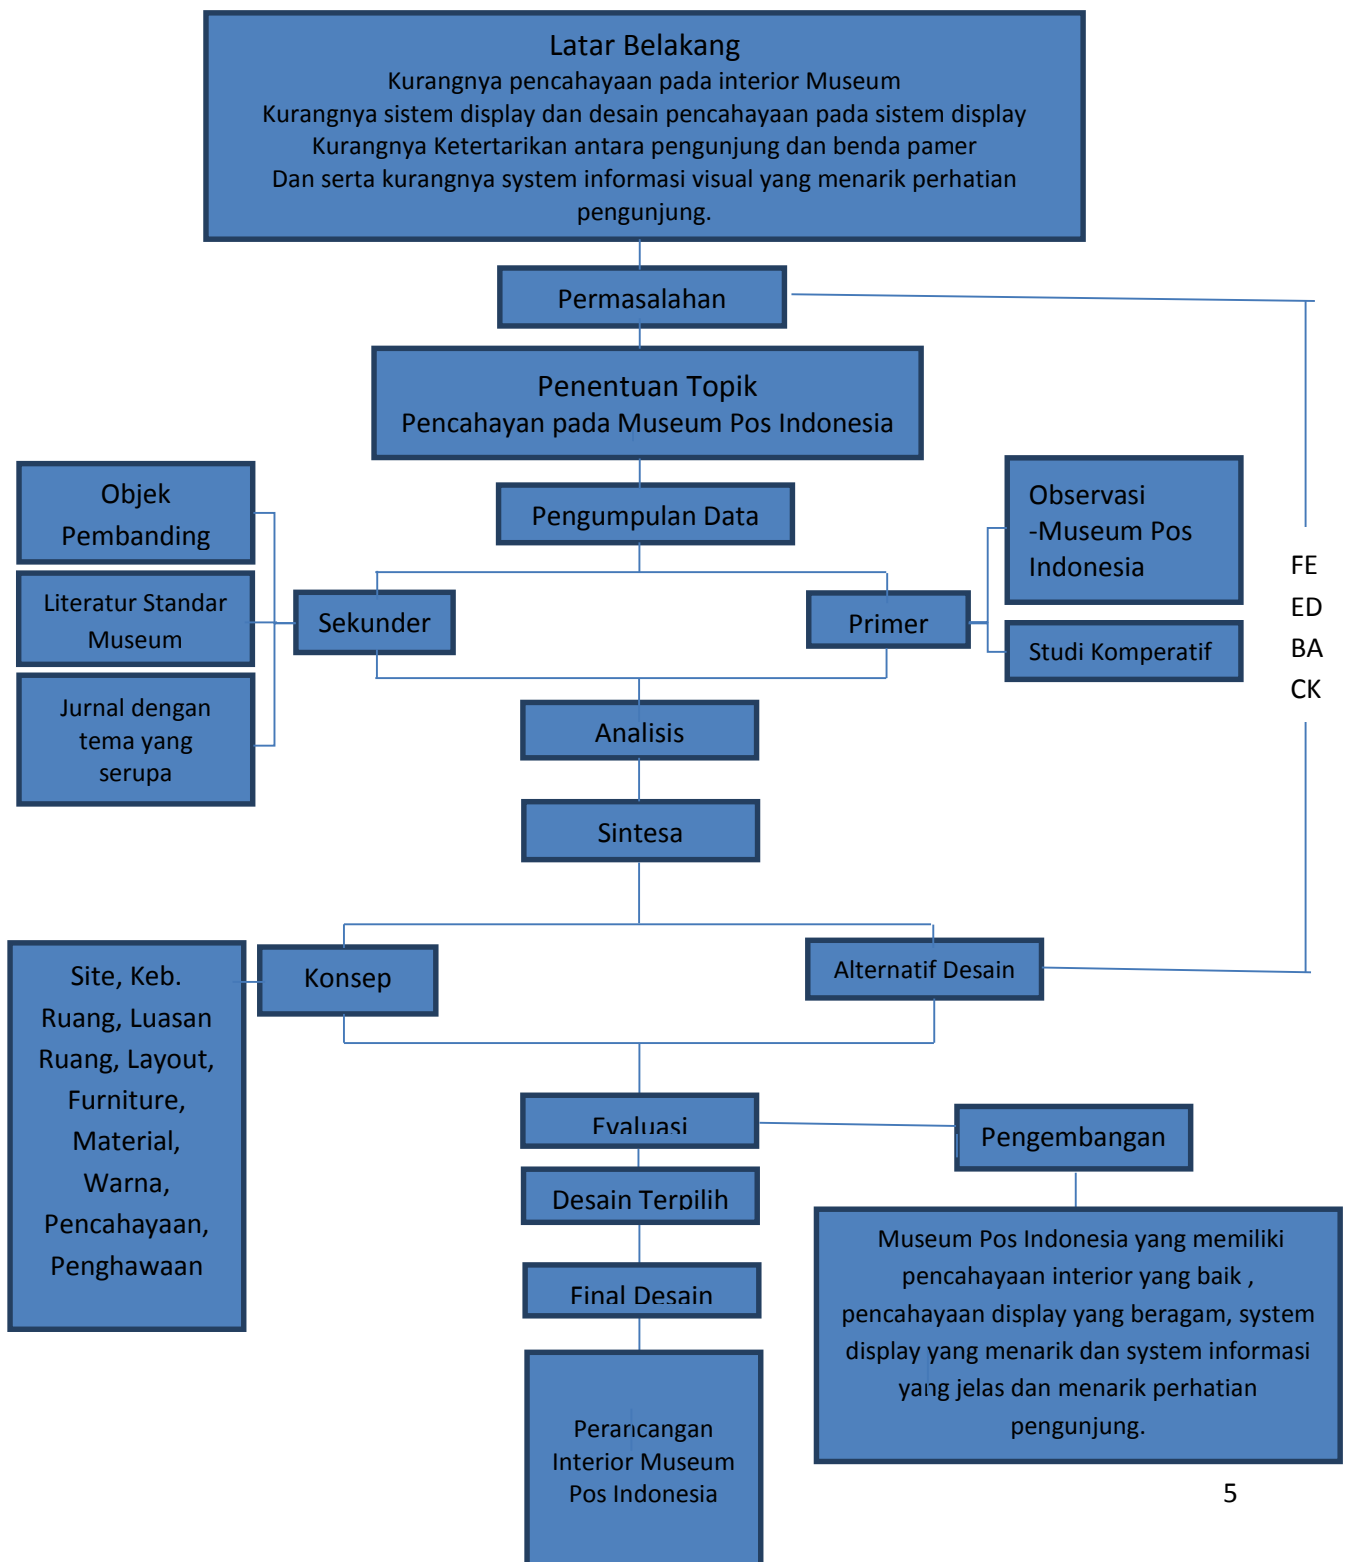 Latar Belakang
Kurangnya pencahayaan pada interior Museum
Kurangnya sistem display dan desain pencahayaan pada sistem display
Kurangnya Ketertarikan antara pengunjung dan benda pamer
Dan serta kurangnya system informasi visual yang menarik perhatian
pengunjung.
Permasalahan
Penentuan Topik
Pencahayan pada Museum Pos Indonesia
Pengumpulan Data
Objek
Pembanding
Literatur Standar
Museum
Jurnal dengan
tema yang
serupa
Sekunder
Primer
Observasi
-Museum Pos
Indonesia
Studi Komperatif
FE
ED
BA
CK
Analisis
Sintesa
Konsep
Alternatif Desain
Site, Keb.
Ruang, Luasan
Ruang, Layout,
Furniture,
Material,
Warna,
Pencahayaan,
Penghawaan
Evaluasi
Pengembangan
Desain Terpilih
Final Desain
Museum Pos Indonesia yang memiliki
pencahayaan interior yang baik ,
pencahayaan display yang beragam, system
display yang menarik dan system informasi
yang jelas dan menarik perhatian
pengunjung.
Perancangan
Interior Museum
Pos Indonesia
5